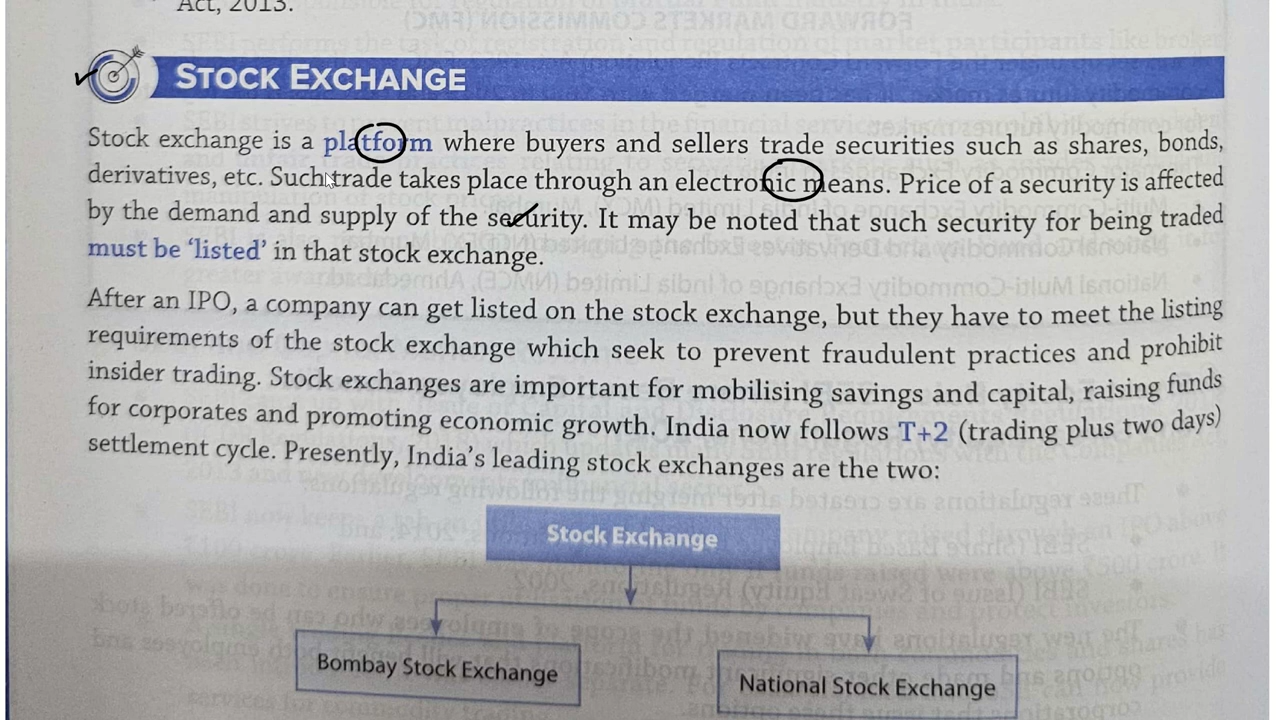 Act, 2013.
STOCK EXCHANGE
Stock exchange is a platform where buyers and sellers trade securities such as shares, bonds,
derivatives, etc. Such trade takes place through an electronic means. Price of a security is affected
by the demand and supply of the security. It may be noted that such security for being traded
must be ‘listed’ in that stock exchange.
After an IPO, a company can get listed on the stock exchange, but they have to meet the listing
requirements of the stock exchange which seek to prevent fraudulent practices and prohibit
insider trading. Stock exchanges are important for mobilising savings and capital, raising funds
for corporates and promoting economic growth. India now follows T+2 (trading plus two days)
settlement cycle. Presently, India’s leading stock exchanges are the two:
Stock Exchange
Bombay Stock Exchange
National Stock Exchange